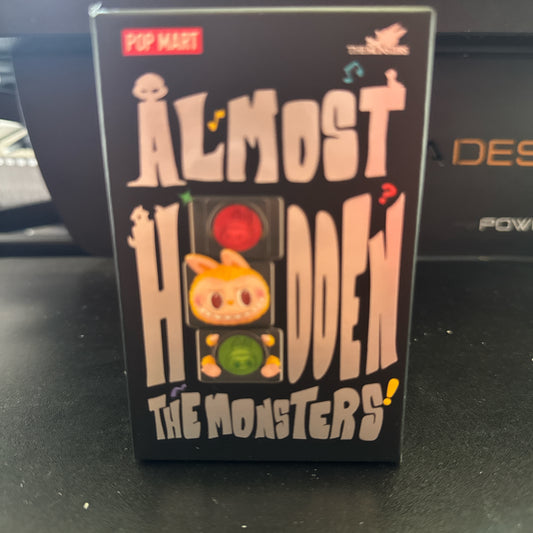 POP MART
THE MONSTERS
ALMOST
HIDDEN
THE MONSTERS!
DES
POW